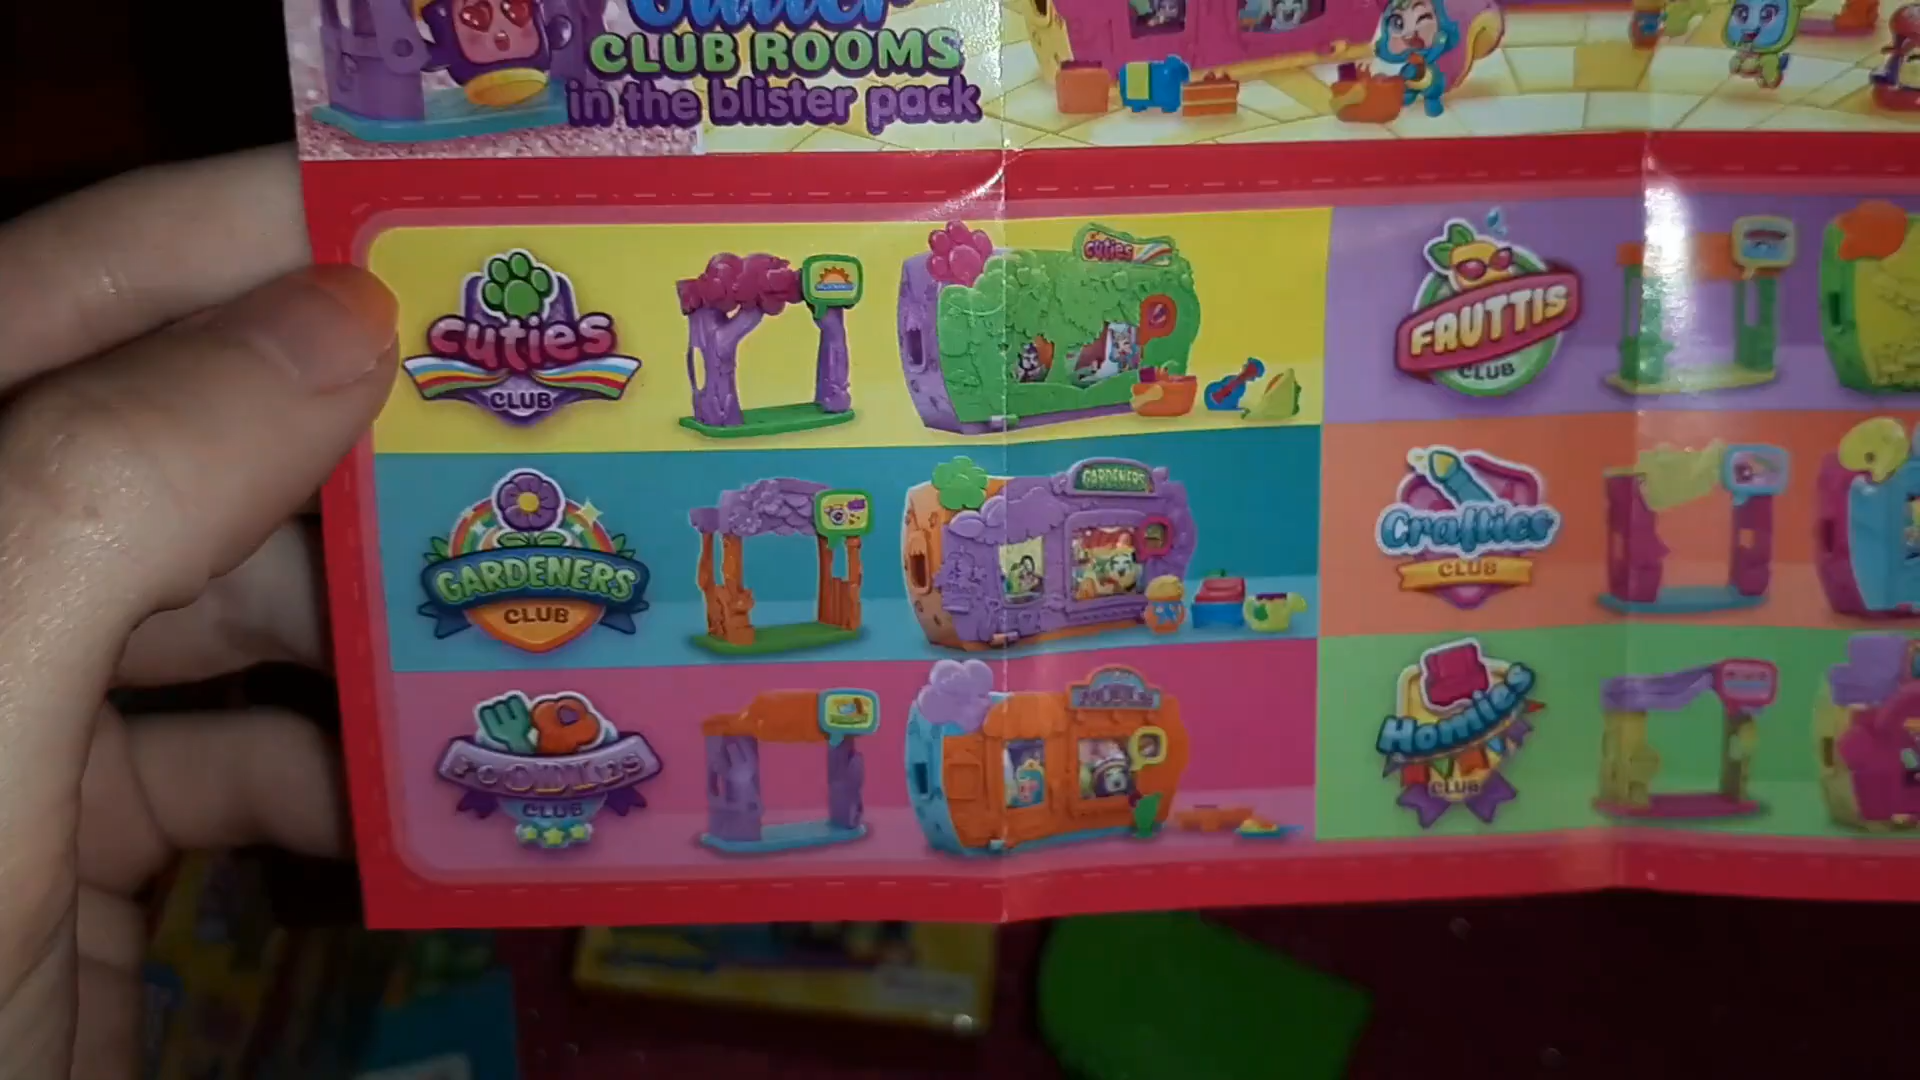 CLUB ROOMS
in the blister pack
cuties
CLUB
cuties
FRUTTIS
CLUB
GARDENERS
CLUB
GARDENERS
Crafties
CLUB
FOODIES
CLUB
Homies
CLUB